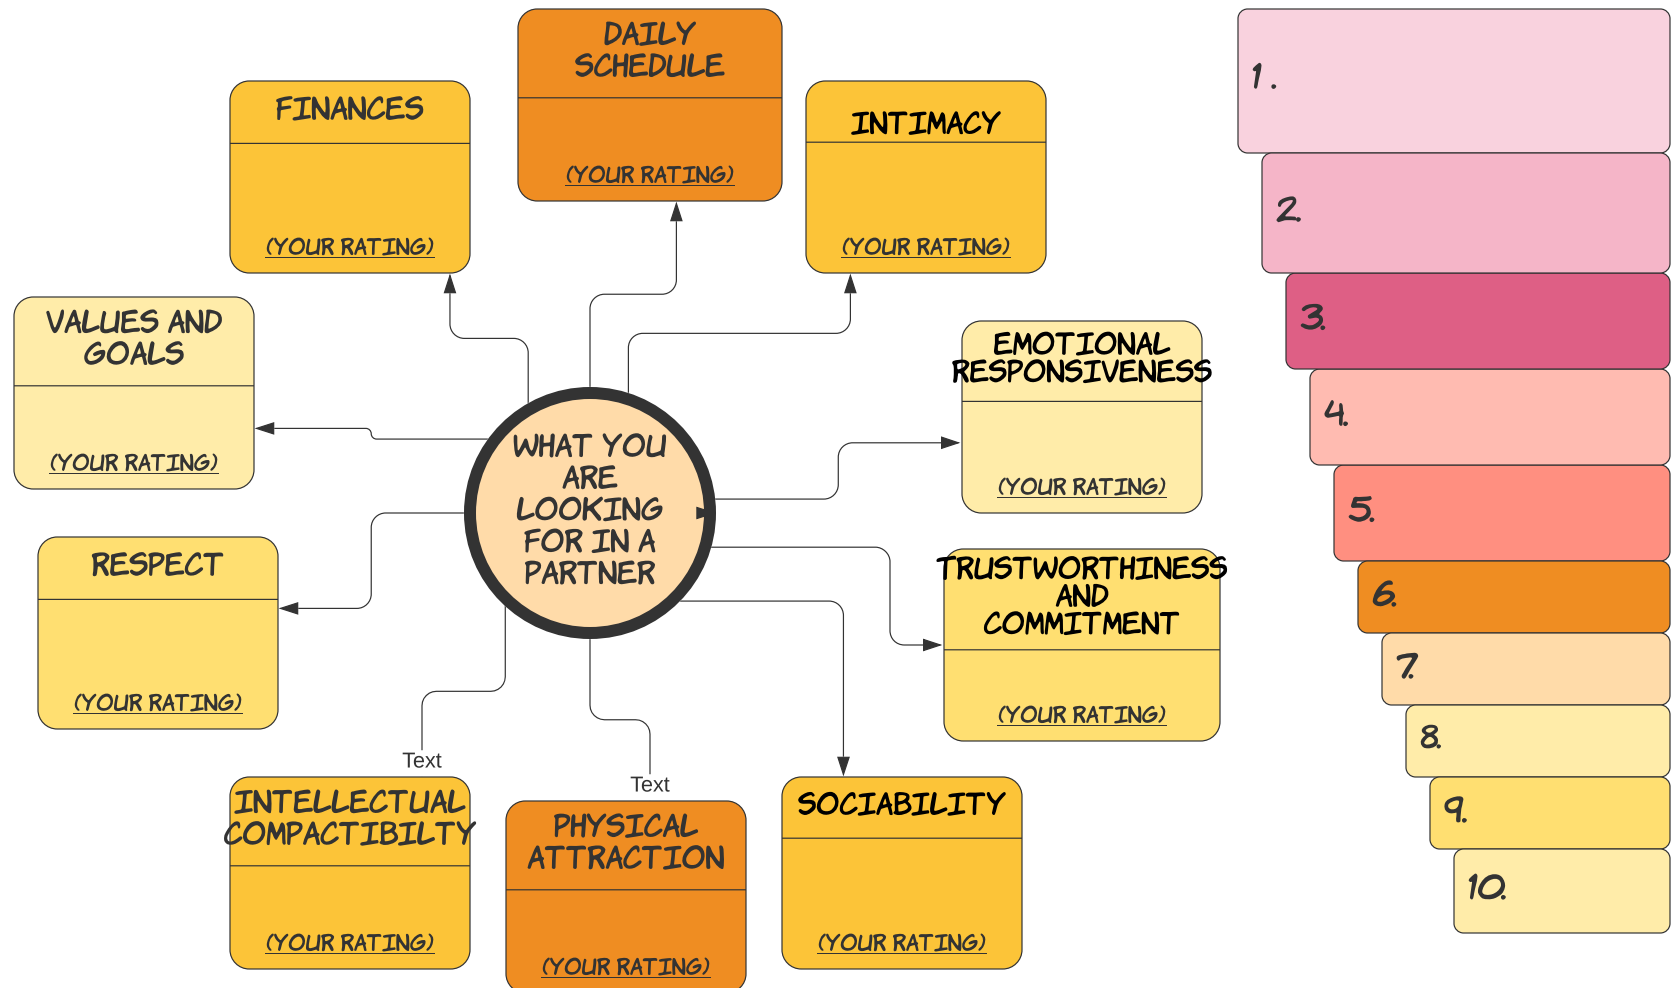 DAILY
SCHEDULE
(YOUR RATING)
FINANCES
(YOUR RATING)
INTIMACY
(YOUR RATING)
VALUES AND
GOALS
(YOUR RATING)
EMOTIONAL
RESPONSIVENESS
(YOUR RATING)
WHAT YOU
ARE
LOOKING
FOR IN A
PARTNER
RESPECT
(YOUR RATING)
TRUSTWORTHINESS
AND
COMMITMENT
(YOUR RATING)
Text
INTELLECTUAL
COMPACTIBILTY
(YOUR RATING)
Text
PHYSICAL
ATTRACTION
(YOUR RATING)
SOCIABILITY
(YOUR RATING)
1.
2.
3.
4.
5.
6.
7.
8.
9.
10.